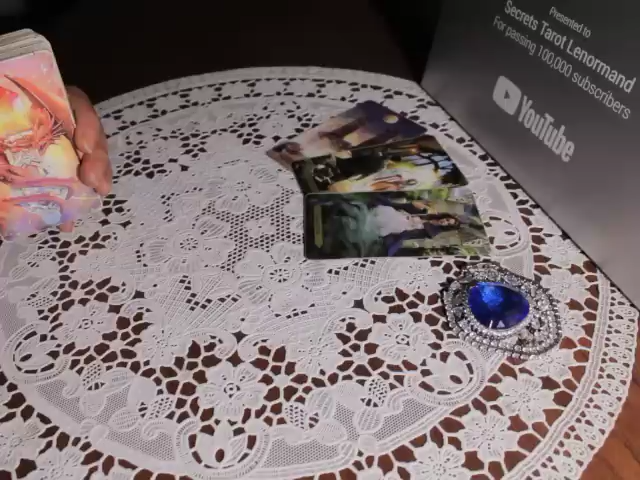 Presented to
Secrets Tarot Lenormand
For passing 100,000 subscribers
YouTube